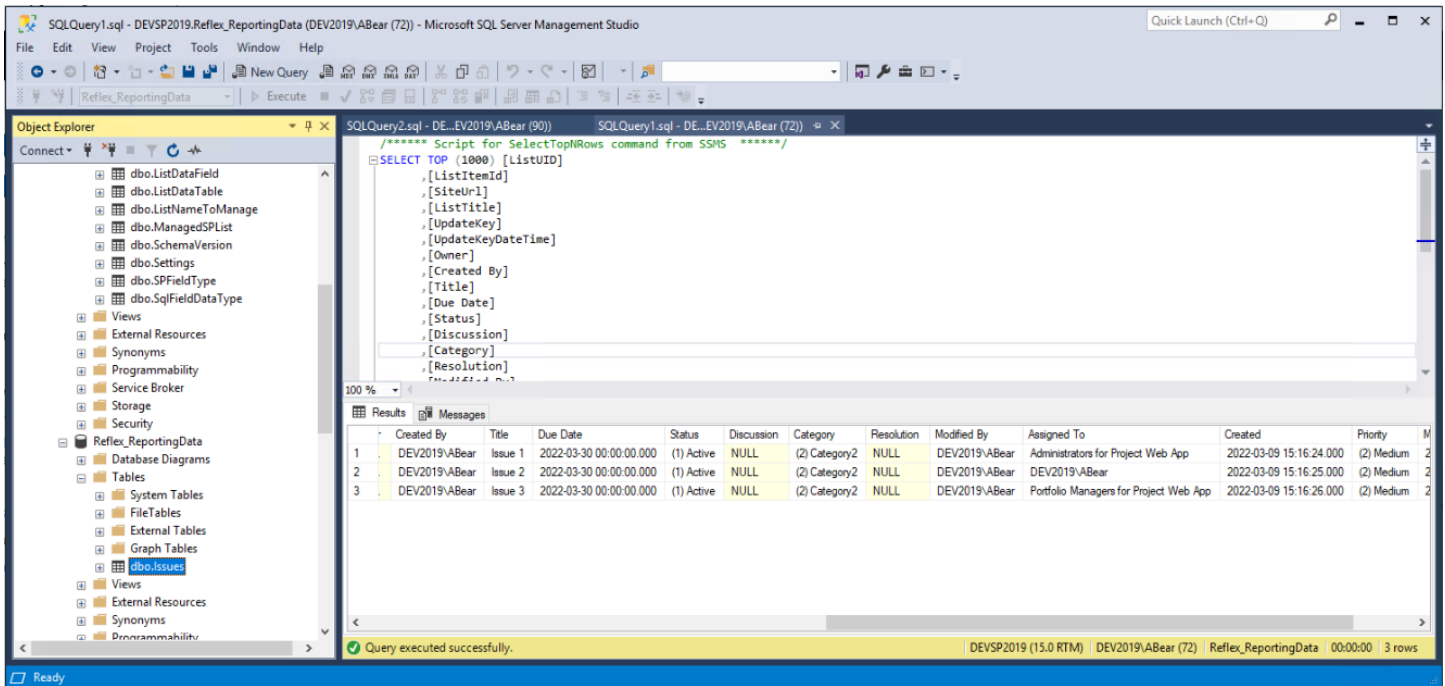 SQLQuery1.sql - DEVSP2019.Reflex_ReportingData (DEV2019\ABear (72)) - Microsoft SQL Server Management Studio
Quick Launch (Ctrl+Q)
File Edit View Project Tools Window Help
New Query
Reflex_ReportingData Execute
Object Explorer
Connect
dbo.ListDataField
dbo.ListDataTable
dbo.ListNameToManage
dbo.ManagedSPList
dbo.SchemaVersion
dbo.Settings
dbo.SPFieldType
dbo.SqlFieldDataType
Views
External Resources
Synonyms
Programmability
Service Broker
Storage
Security
Reflex_ReportingData
Database Diagrams
Tables
System Tables
FileTables
External Tables
Graph Tables
dbo.Issues
Views
External Resources
Synonyms
Programmability
SQLQuery2.sql - DE...EV2019\ABear (90))
SQLQuery1.sql - DE...EV2019\ABear (72))
/****** Script for SelectTopNRows command from SSMS ******/
SELECT TOP (1000) [ListUID]
,[ListItemId]
,[SiteUrl]
,[ListTitle]
,[UpdateKey]
,[UpdateKeyDateTime]
,[Owner]
,[Created By]
,[Title]
,[Due Date]
,[Status]
,[Discussion]
,[Category]
,[Resolution]
,[Modified By]
100 %
Results Messages
Created By Title Due Date Status Discussion Category Resolution Modified By Assigned To Created Priority M
1 DEV2019\ABear Issue 1 2022-03-30 00:00:00.000 (1) Active NULL (2) Category2 NULL DEV2019\ABear Administrators for Project Web App 2022-03-09 15:16:24.000 (2) Medium 2
2 DEV2019\ABear Issue 2 2022-03-30 00:00:00.000 (1) Active NULL (2) Category2 NULL DEV2019\ABear DEV2019\ABear 2022-03-09 15:16:25.000 (2) Medium 2
3 DEV2019\ABear Issue 3 2022-03-30 00:00:00.000 (1) Active NULL (2) Category2 NULL DEV2019\ABear Portfolio Managers for Project Web App 2022-03-09 15:16:26.000 (2) Medium 2
Query executed successfully.
DEVSP2019 (15.0 RTM) DEV2019\ABear (72) Reflex_ReportingData 00:00:00 3 rows
Ready